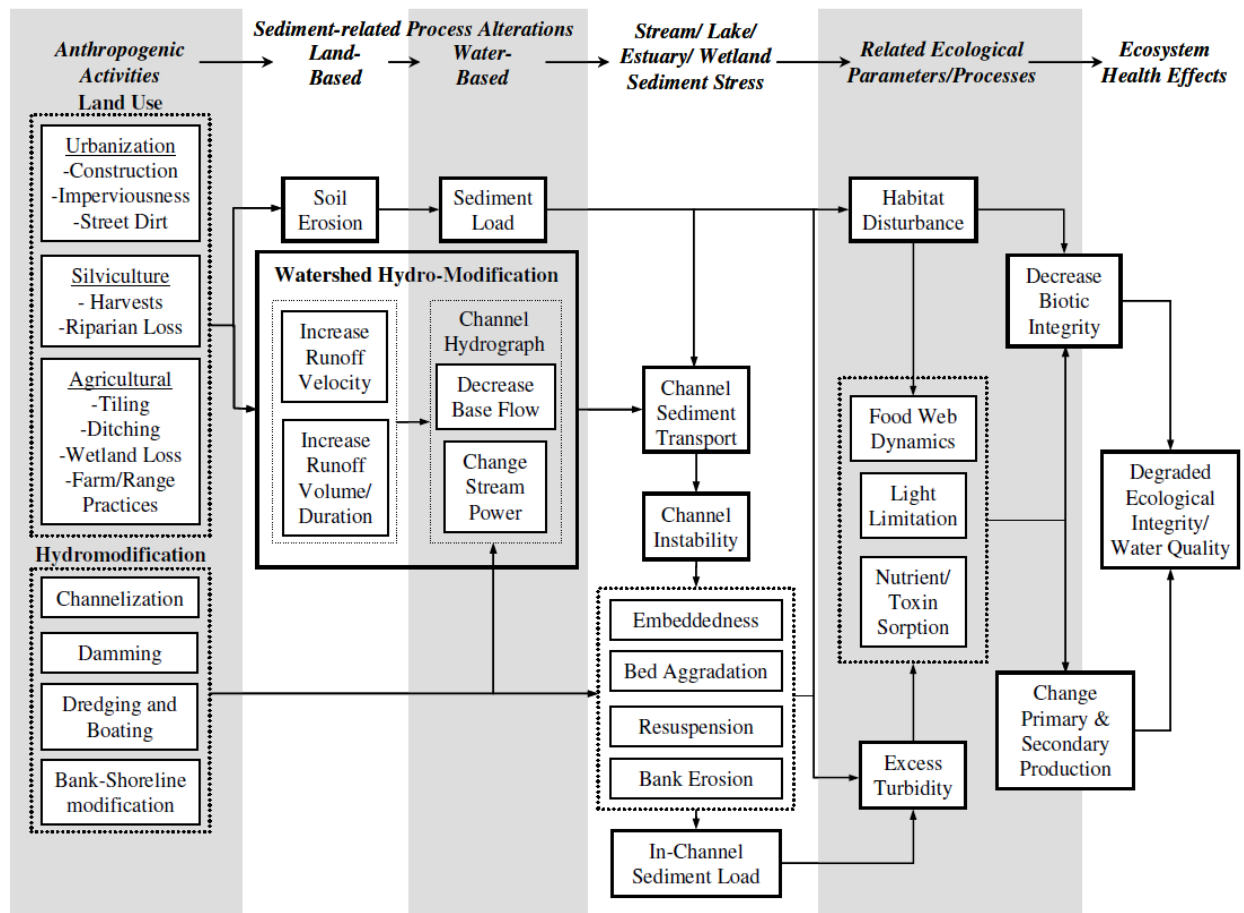 Anthropogenic
Activities
Sediment-related Process Alterations
Land-
Based
Water-
Based
Stream/ Lake/
Estuary/ Wetland
Sediment Stress
Related Ecological
Parameters/Processes
Ecosystem
Health Effects
Land Use
Urbanization
-Construction
-Imperviousness
-Street Dirt
Silviculture
- Harvests
-Riparian Loss
Agricultural
-Tiling
-Ditching
-Wetland Loss
-Farm/Range
Practices
Hydromodification
Channelization
Damming
Dredging and
Boating
Bank-Shoreline
modification
Soil
Erosion
Sediment
Load
Watershed Hydro-Modification
Increase
Runoff
Velocity
Increase
Runoff
Volume/
Duration
Channel
Hydrograph
Decrease
Base Flow
Change
Stream
Power
Channel
Sediment
Transport
Channel
Instability
Embeddedness
Bed Aggradation
Resuspension
Bank Erosion
In-Channel
Sediment Load
Habitat
Disturbance
Food Web
Dynamics
Light
Limitation
Nutrient/
Toxin
Sorption
Excess
Turbidity
Decrease
Biotic
Integrity
Change
Primary &
Secondary
Production
Degraded
Ecological
Integrity/
Water Quality